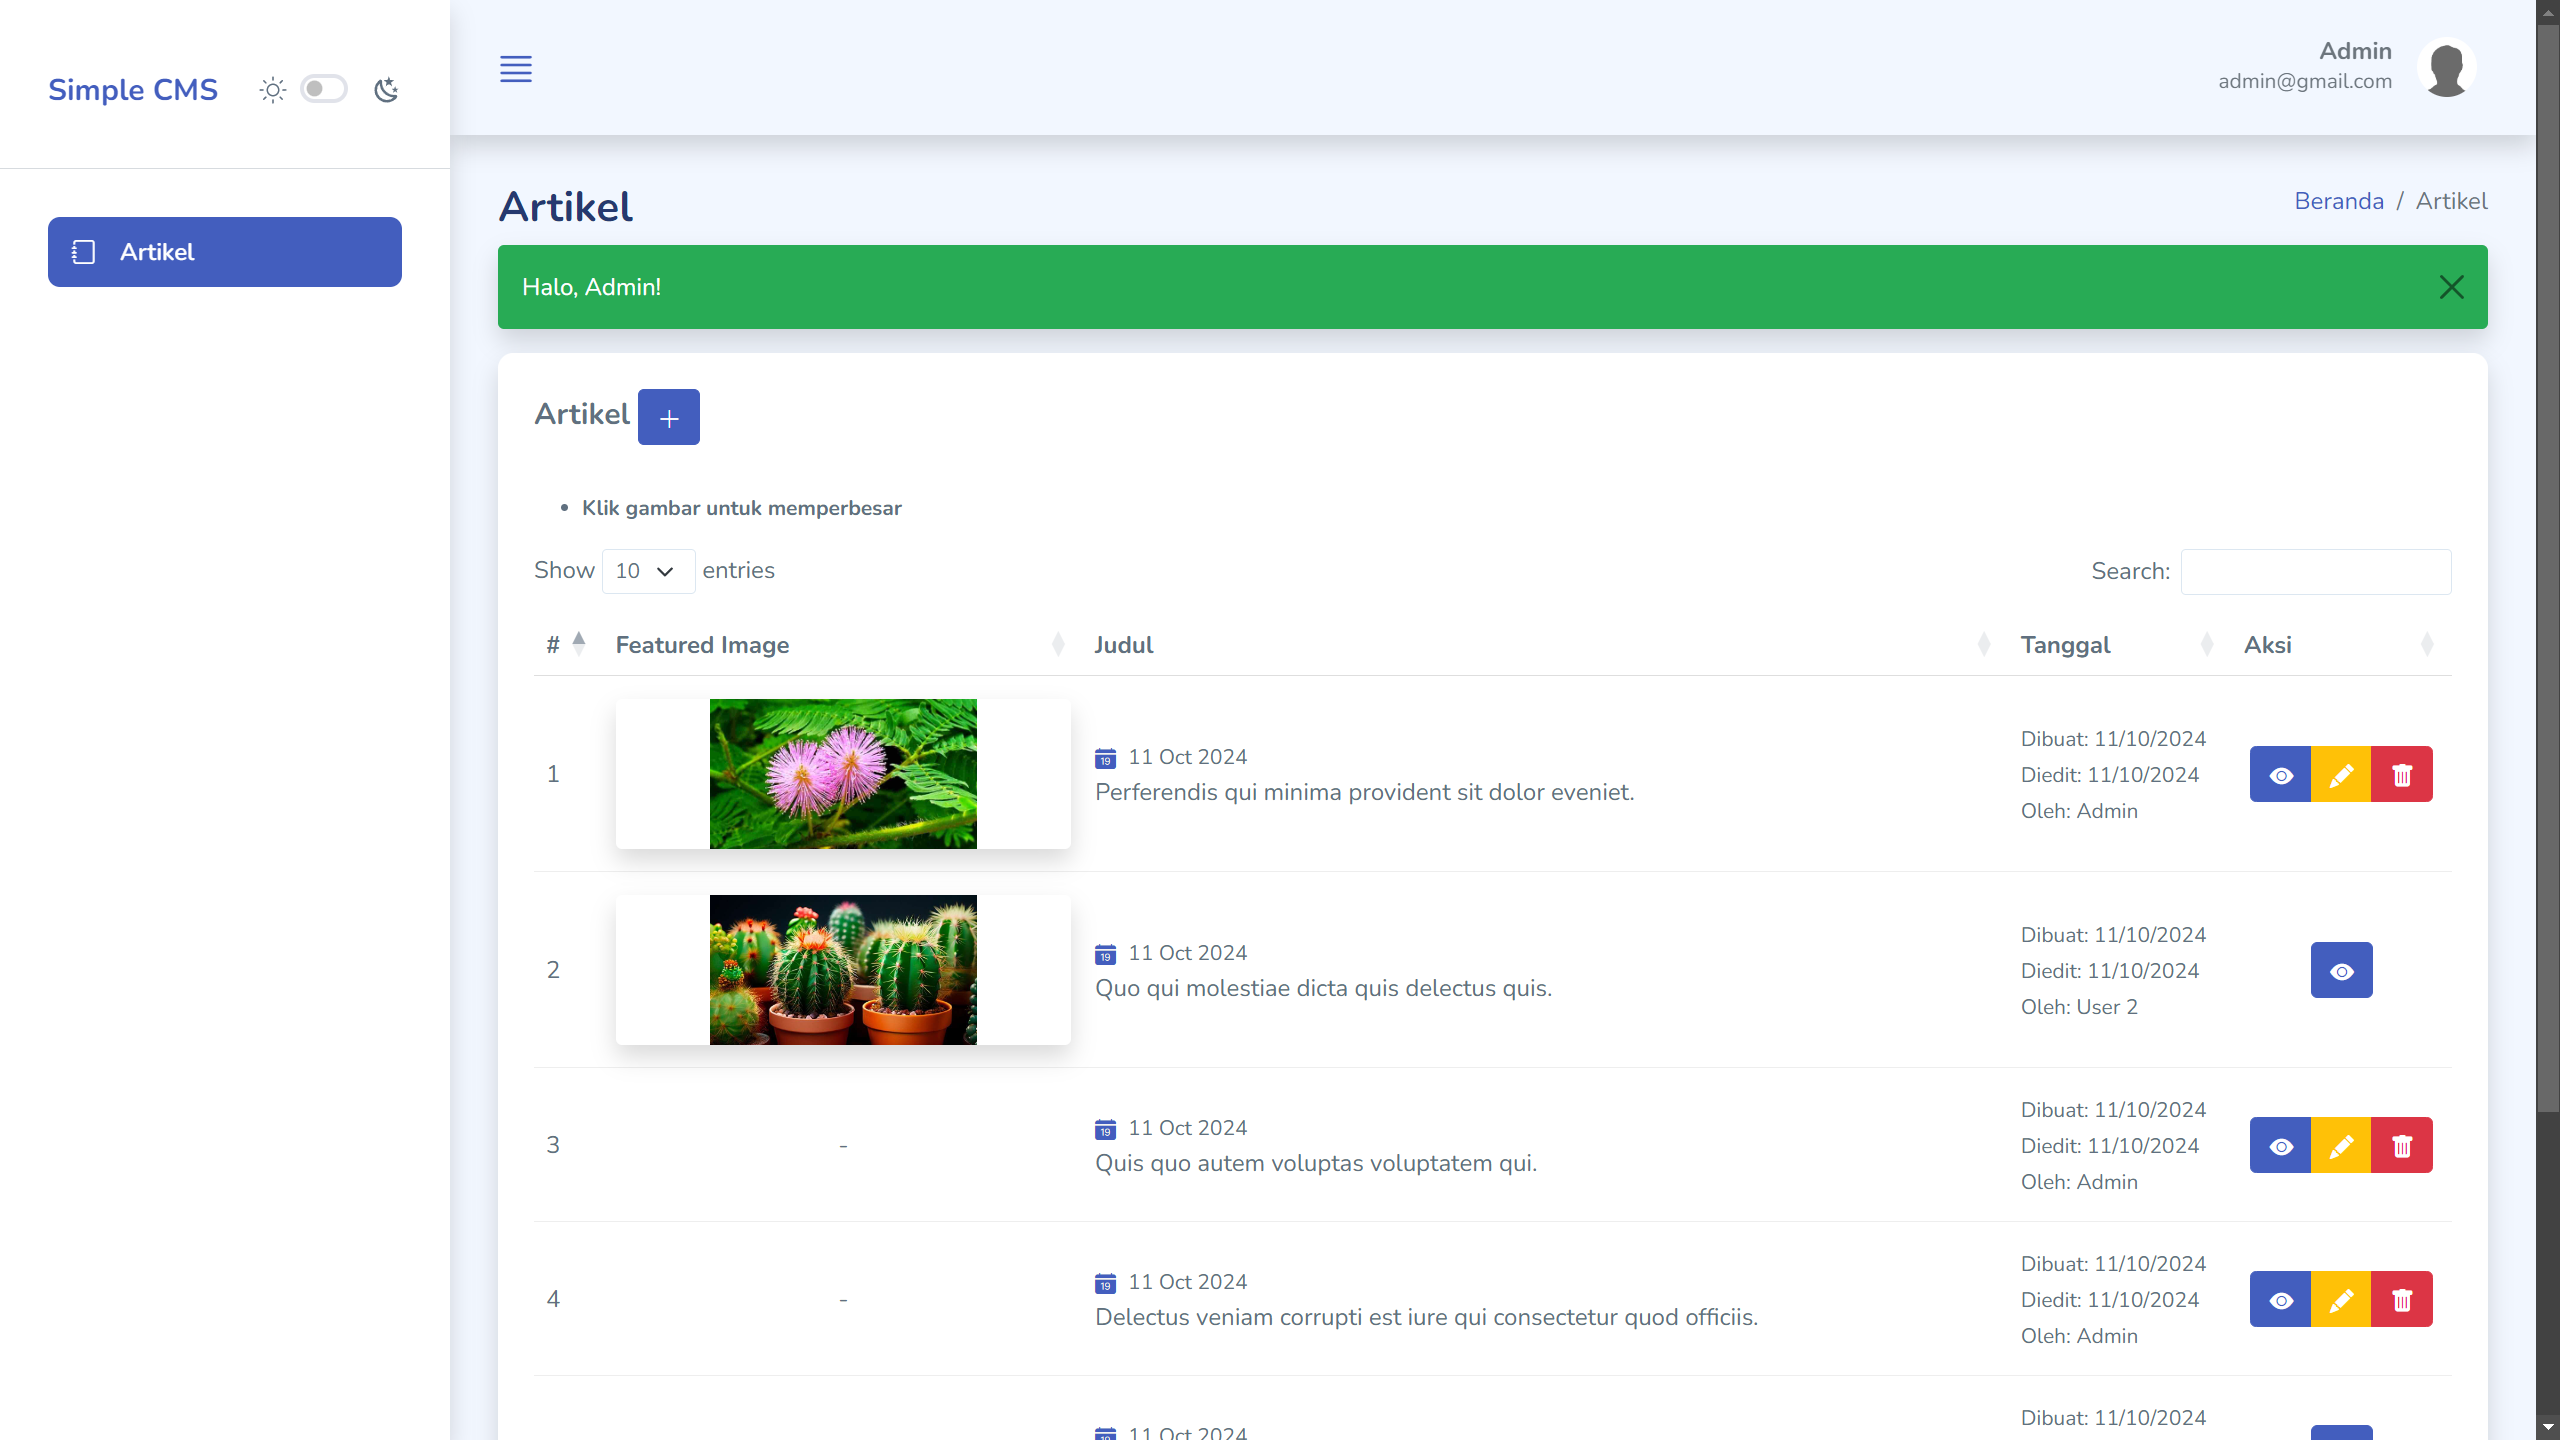 Simple CMS
Admin
admin@gmail.com
Artikel
Artikel
Beranda / Artikel
Halo, Admin!
Artikel
Klik gambar untuk memperbesar
Show 10 entries
Search:
# Featured Image Judul Tanggal Aksi
1
11 Oct 2024
Perferendis qui minima provident sit dolor eveniet.
Dibuat: 11/10/2024
Diedit: 11/10/2024
Oleh: Admin
2
11 Oct 2024
Quo qui molestiae dicta quis delectus quis.
Dibuat: 11/10/2024
Diedit: 11/10/2024
Oleh: User 2
3
-
11 Oct 2024
Quis quo autem voluptas voluptatem qui.
Dibuat: 11/10/2024
Diedit: 11/10/2024
Oleh: Admin
4
-
11 Oct 2024
Delectus veniam corrupti est iure qui consectetur quod officiis.
Dibuat: 11/10/2024
Diedit: 11/10/2024
Oleh: Admin
11 Oct 2024
Dibuat: 11/10/2024